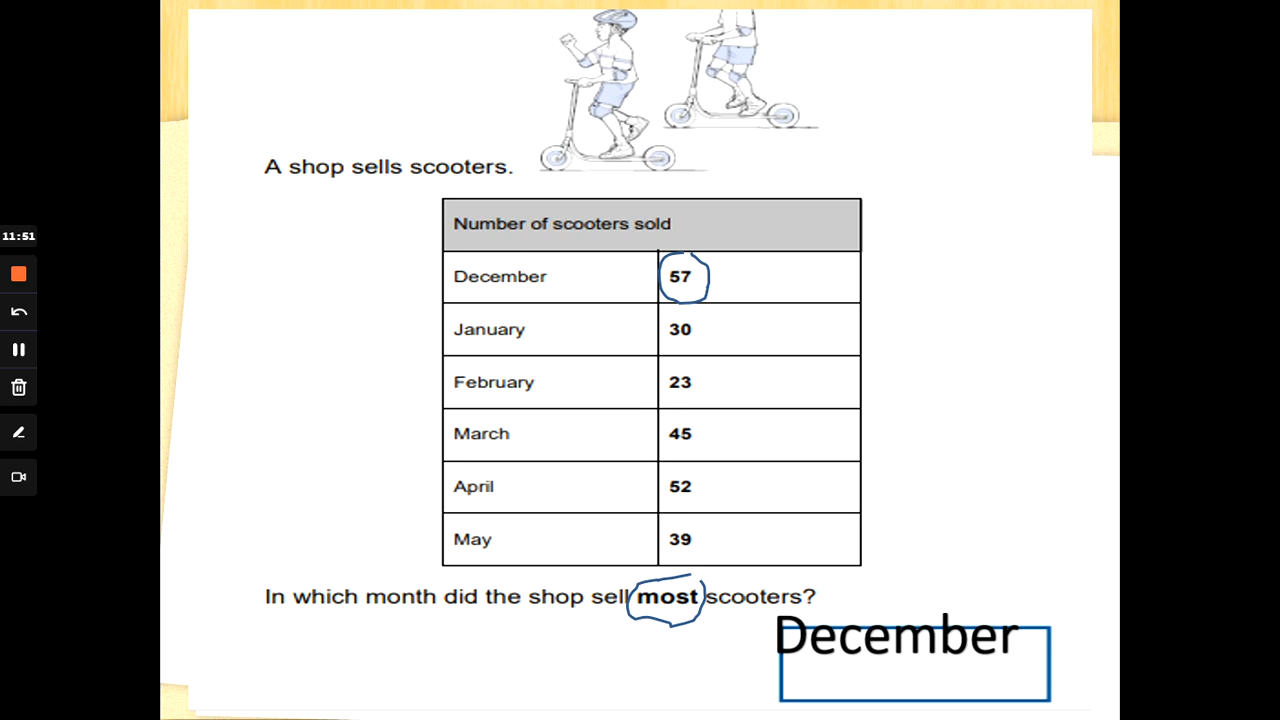 A shop sells scooters.
11:51
Number of scooters sold
December 57
January 30
February 23
March 45
April 52
May 39
In which month did the shop sell most scooters?
December